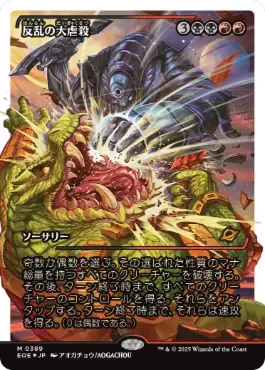 反乱の大虐殺 3
ソーサリー
奇数か偶数を選ぶ。その選ばれた性質のマナ
総量を持つすべてのクリーチャーを破壊する。
その後、ターン終了時まで、すべてのクリ
ーチャーのコントロールを得る。それらをアン
タップする。ターン終了時まで、それらは速攻
を得る。(０は偶数である。)
M 0389
EOE★JP アオガチョウ/AOGACHOU
™ & © 2025 Wizards of the Coast